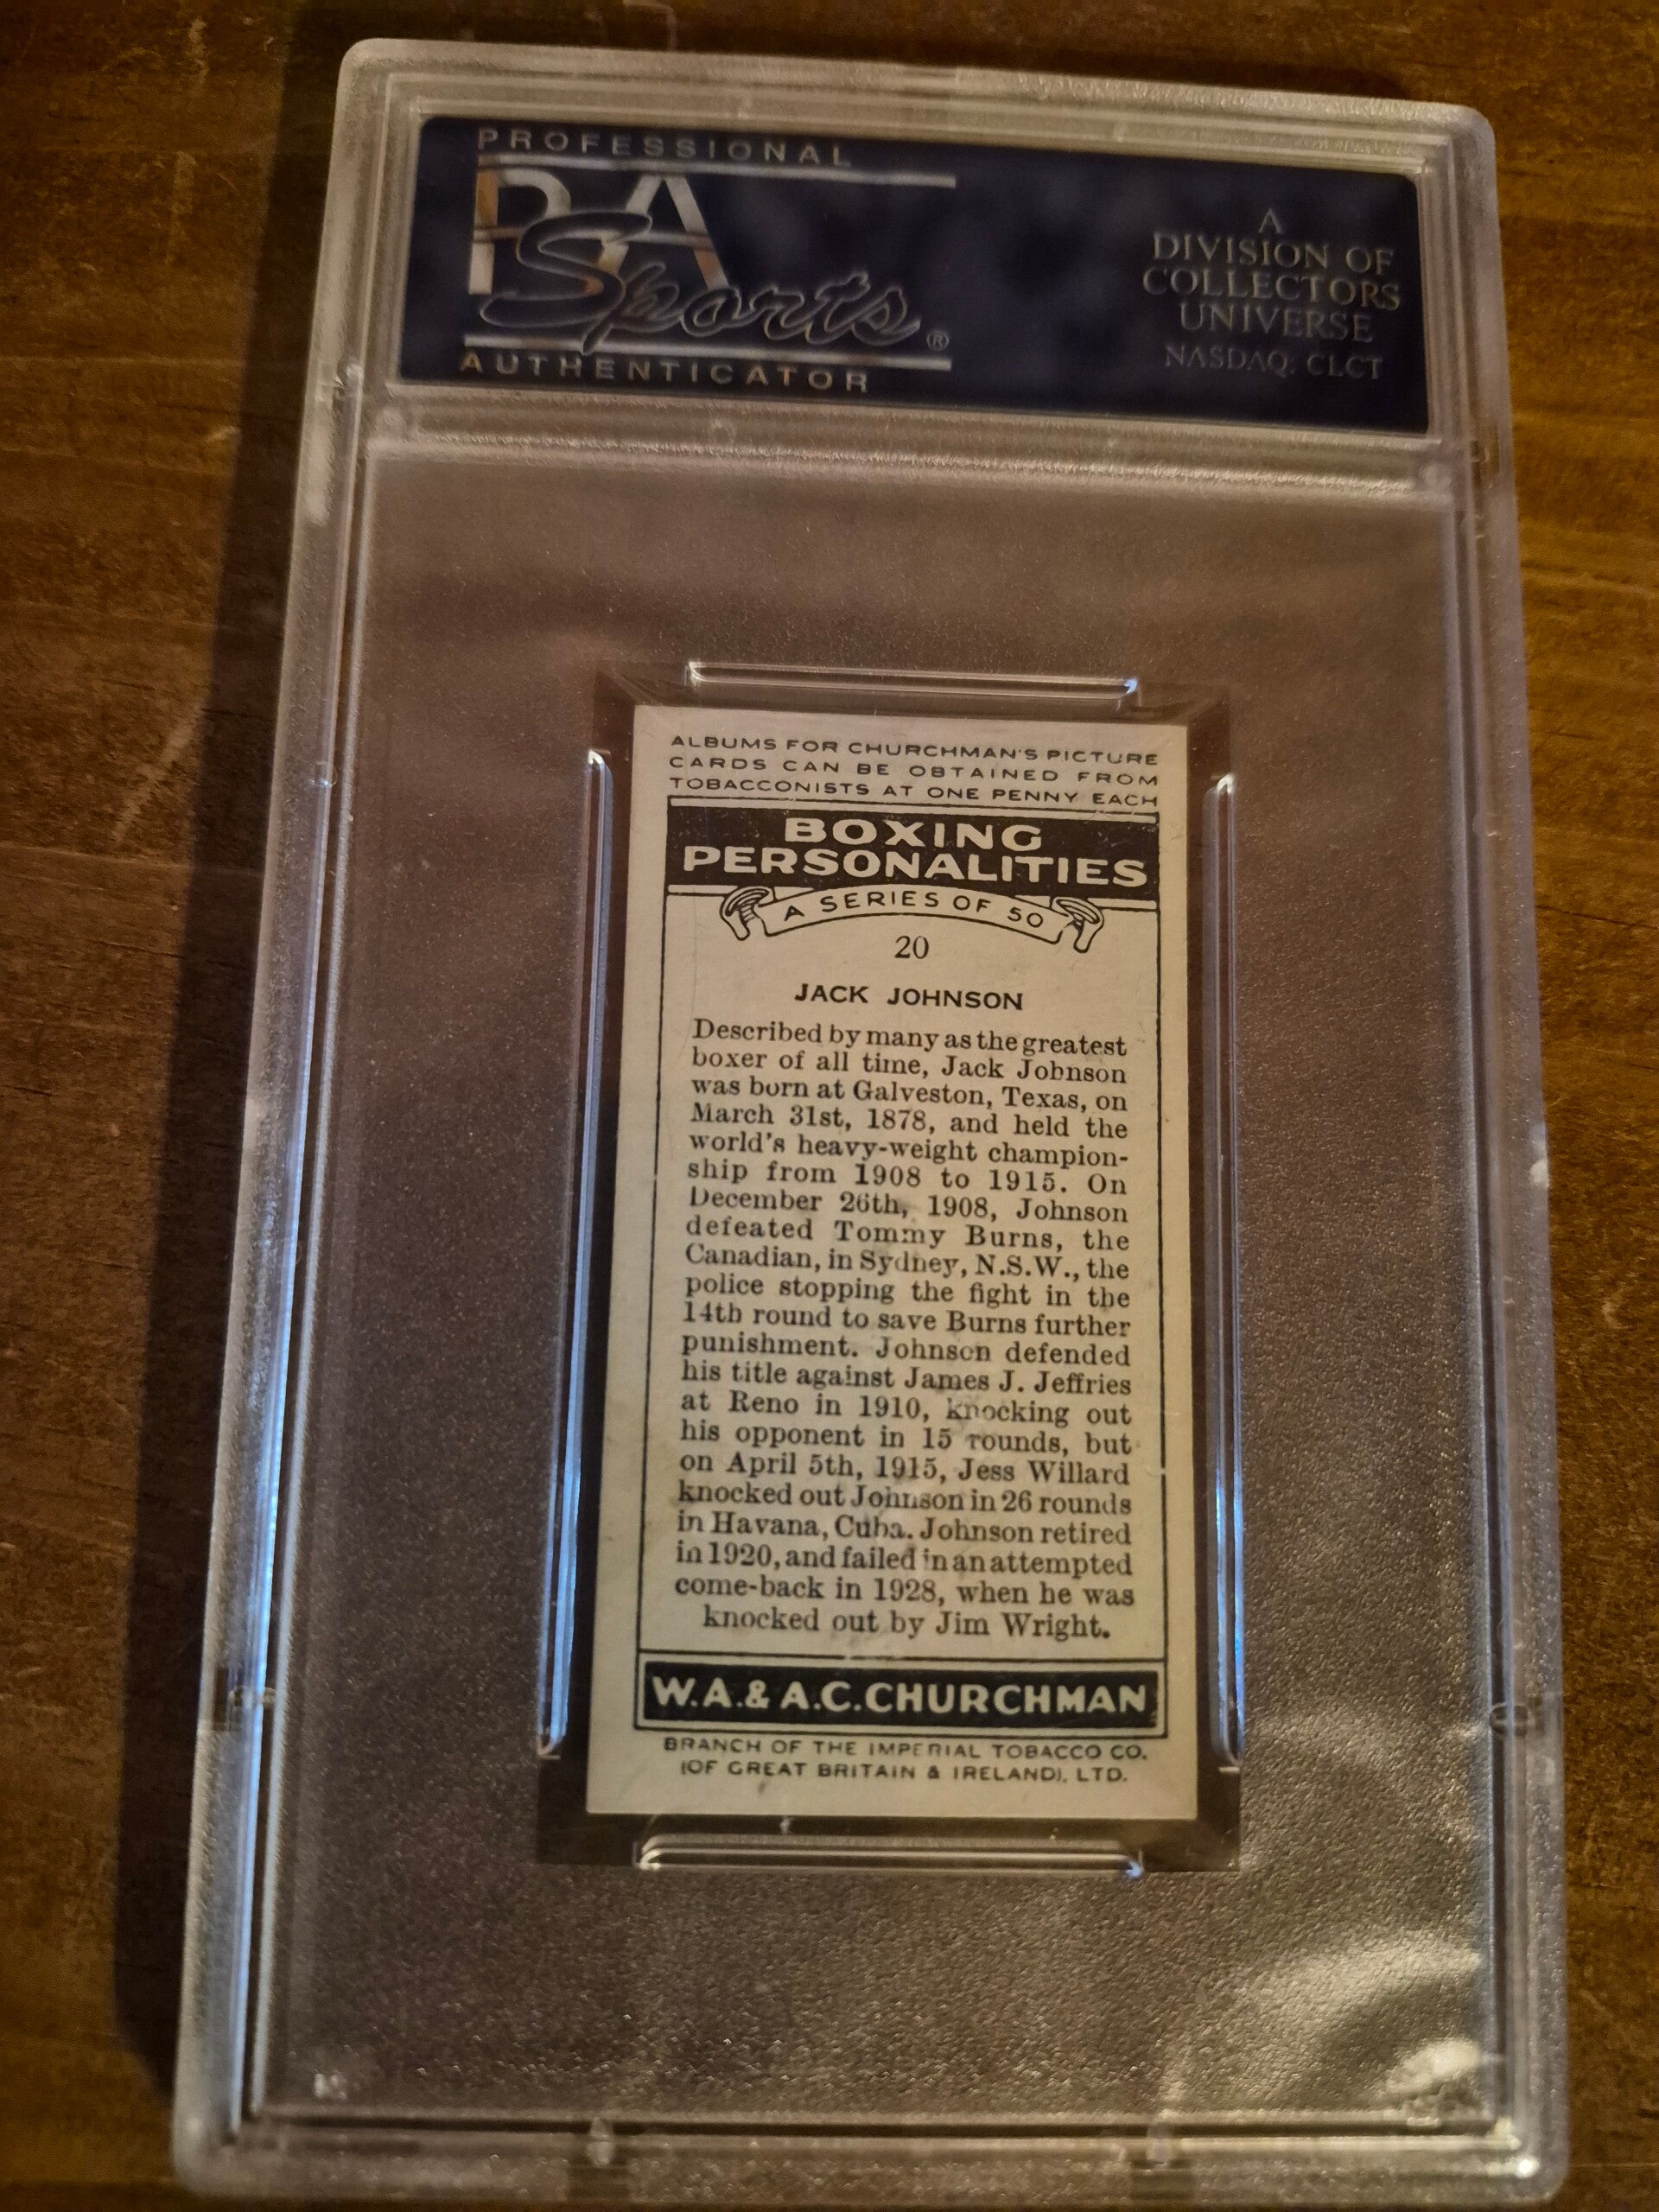 PROFESSIONAL
PSA
Sports®
AUTHENTICATOR
A
DIVISION OF
COLLECTORS
UNIVERSE
NASDAQ: CLCT
ALBUMS FOR CHURCHMAN'S PICTURE
CARDS CAN BE OBTAINED FROM
TOBACCONISTS AT ONE PENNY EACH
BOXING
PERSONALITIES
A SERIES OF 50
20
JACK JOHNSON
Described by many as the greatest
boxer of all time, Jack Johnson
was born at Galveston, Texas, on
March 31st, 1878, and held the
world's heavy-weight champion-
ship from 1908 to 1915. On
December 26th, 1908, Johnson
defeated Tommy Burns, the
Canadian, in Sydney, N.S.W., the
police stopping the fight in the
14th round to save Burns further
punishment. Johnson defended
his title against James J. Jeffries
at Reno in 1910, knocking out
his opponent in 15 rounds, but
on April 5th, 1915, Jess Willard
knocked out Johnson in 26 rounds
in Havana, Cuba. Johnson retired
in 1920, and failed in an attempted
come-back in 1928, when he was
knocked out by Jim Wright.
W.A.& A.C.CHURCHMAN
BRANCH OF THE IMPERIAL TOBACCO CO.
(OF GREAT BRITAIN & IRELAND), LTD.